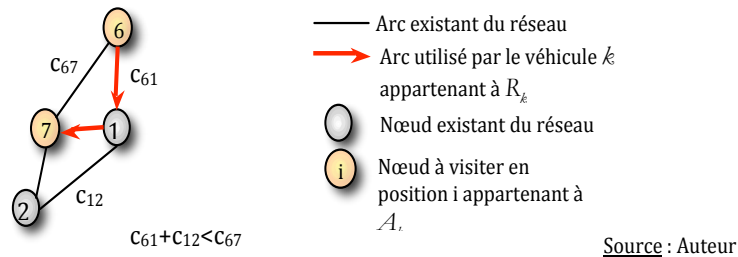 6
c67
c61
7
1
2
c12
c61+c12<c67
Arc existant du réseau
Arc utilisé par le véhicule k
appartenant à Rk
Nœud existant du réseau
i
Nœud à visiter en
position i appartenant à
A
Source : Auteur